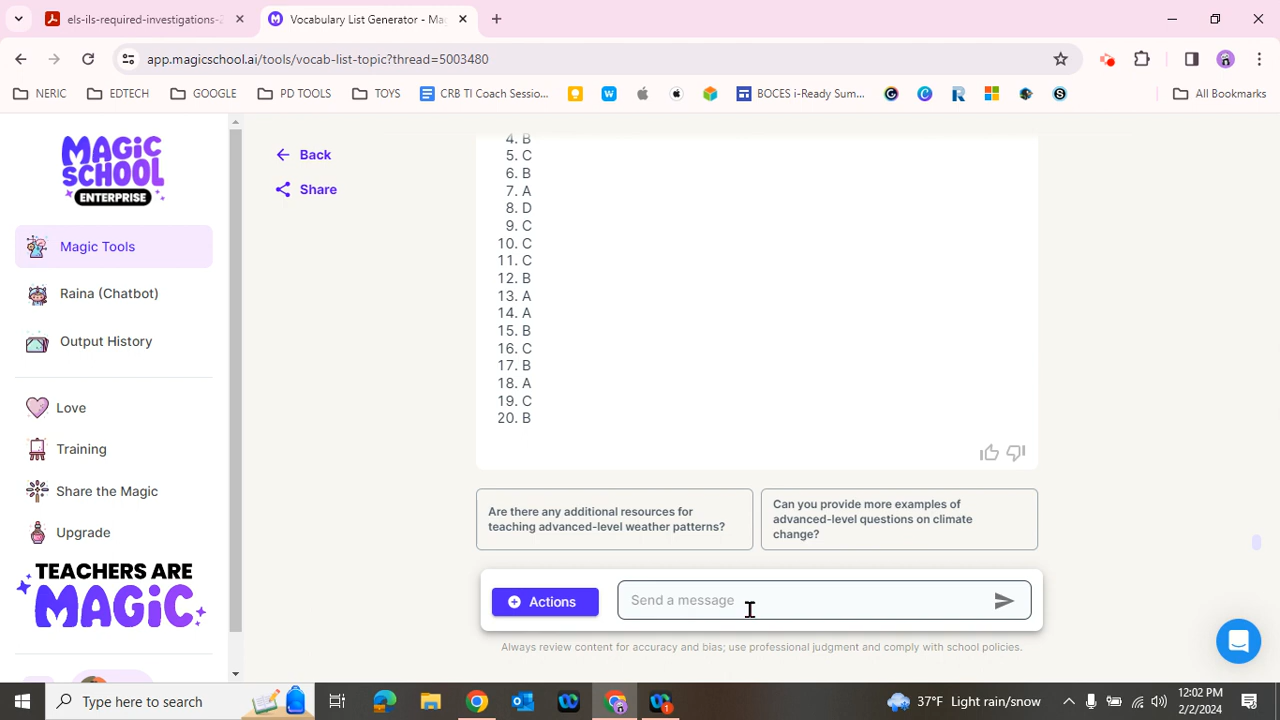 els-ils-required-investigations-
Vocabulary List Generator - Ma
app.magicschool.ai/tools/vocab-list-topic?thread=5003480
NERIC
EDTECH
GOOGLE
PD TOOLS
TOYS
CRB TI Coach Sessio...
BOCES i-Ready Sum...
All Bookmarks
MAGIC
SCHOOL
ENTERPRISE
Magic Tools
Raina (Chatbot)
Output History
Love
Training
Share the Magic
Upgrade
TEACHERS ARE
MAGIC
Back
Share
4. B
5. C
6. B
7. A
8. D
9. C
10. C
11. C
12. B
13. A
14. A
15. B
16. C
17. B
18. A
19. C
20. B
Are there any additional resources for
teaching advanced-level weather patterns?
Can you provide more examples of
advanced-level questions on climate
change?
Actions
Send a message
Always review content for accuracy and bias; use professional judgment and comply with school policies.
Type here to search
1
37°F Light rain/snow
12:02 PM
2/2/2024